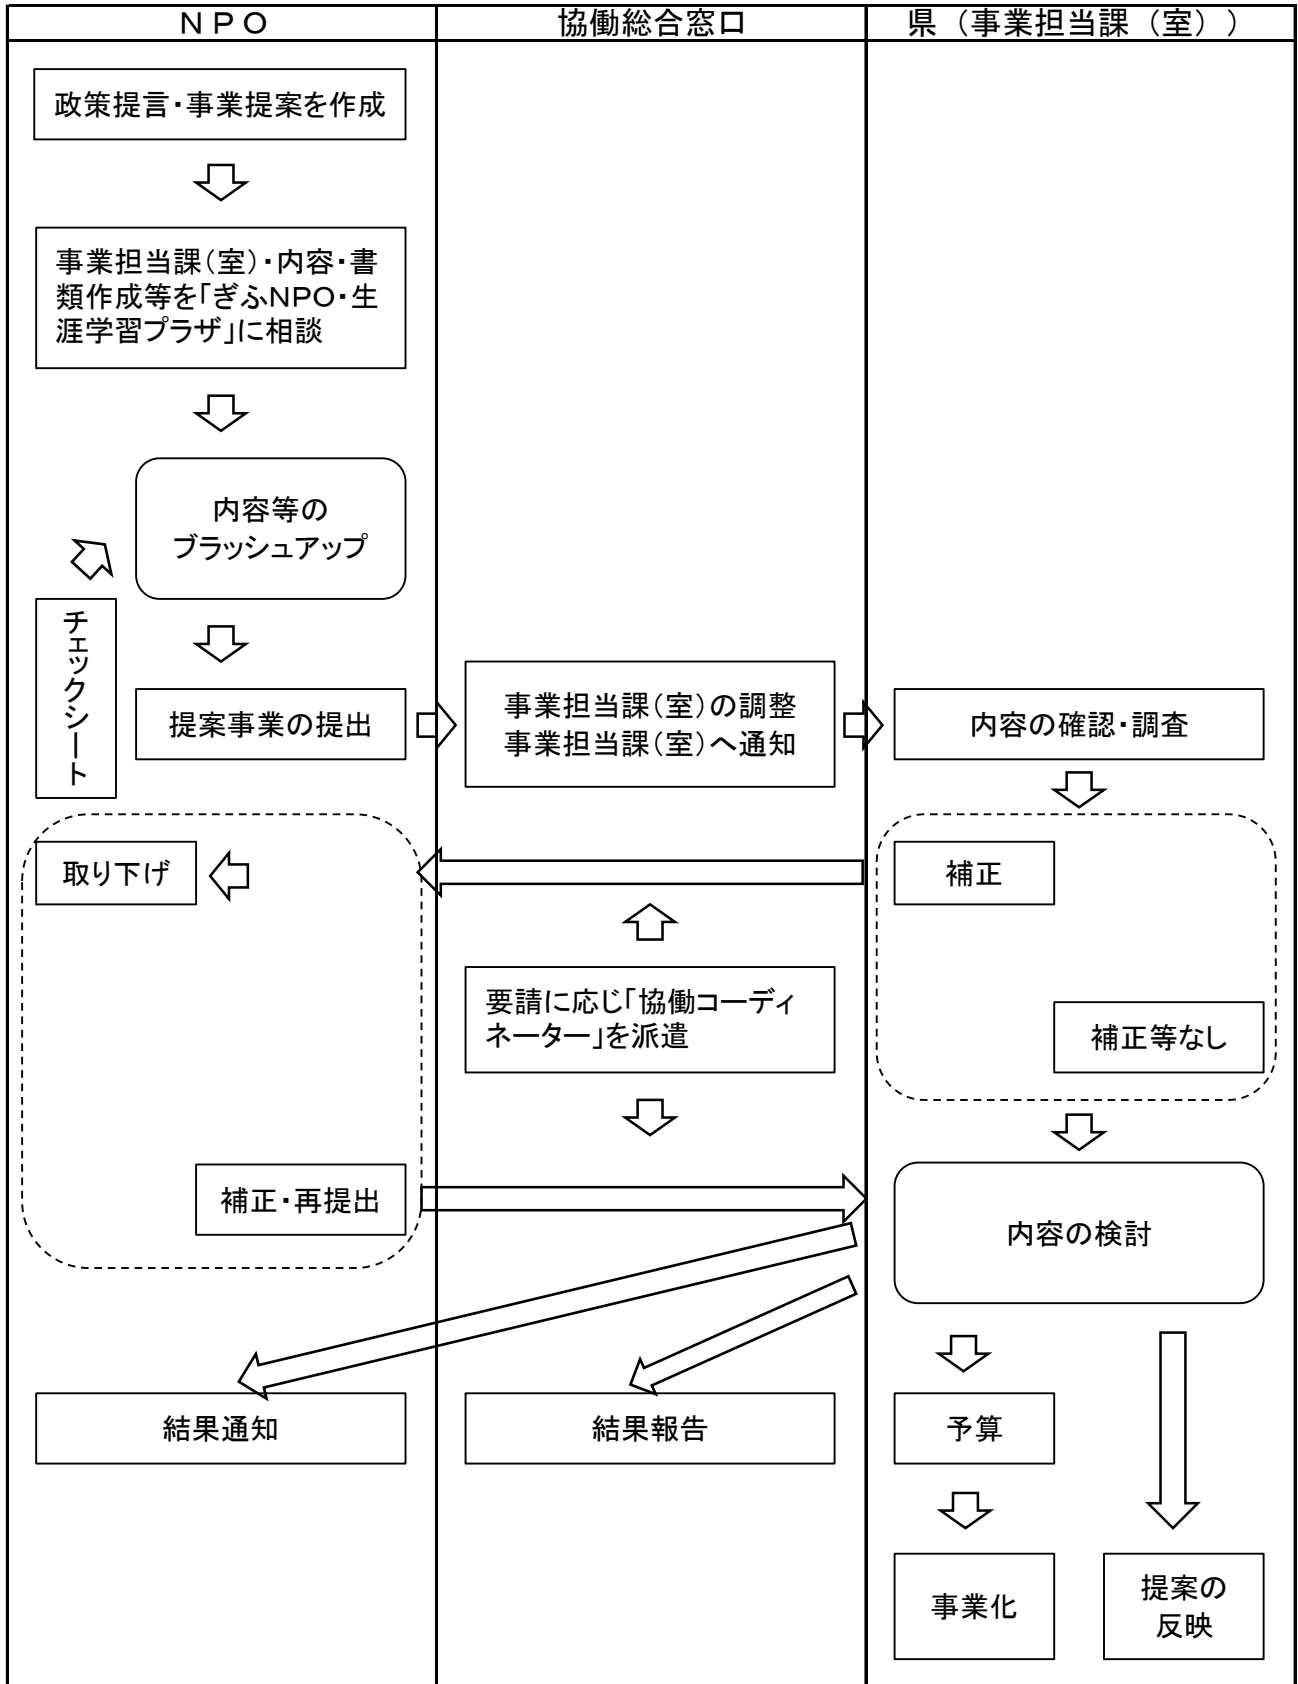 ＮＰＯ
協働総合窓口
県（事業担当課（室））
政策提言・事業提案を作成
事業担当課（室）・内容・書
類作成等を「ぎふNPO・生
涯学習プラザ」に相談
内容等の
ブラッシュアップ
チェックシート
提案事業の提出
事業担当課（室）の調整
事業担当課（室）へ通知
内容の確認・調査
取り下げ
補正
要請に応じ「協働コーディ
ネーター」を派遣
補正等なし
補正・再提出
内容の検討
結果通知
結果報告
予算
事業化
提案の
反映